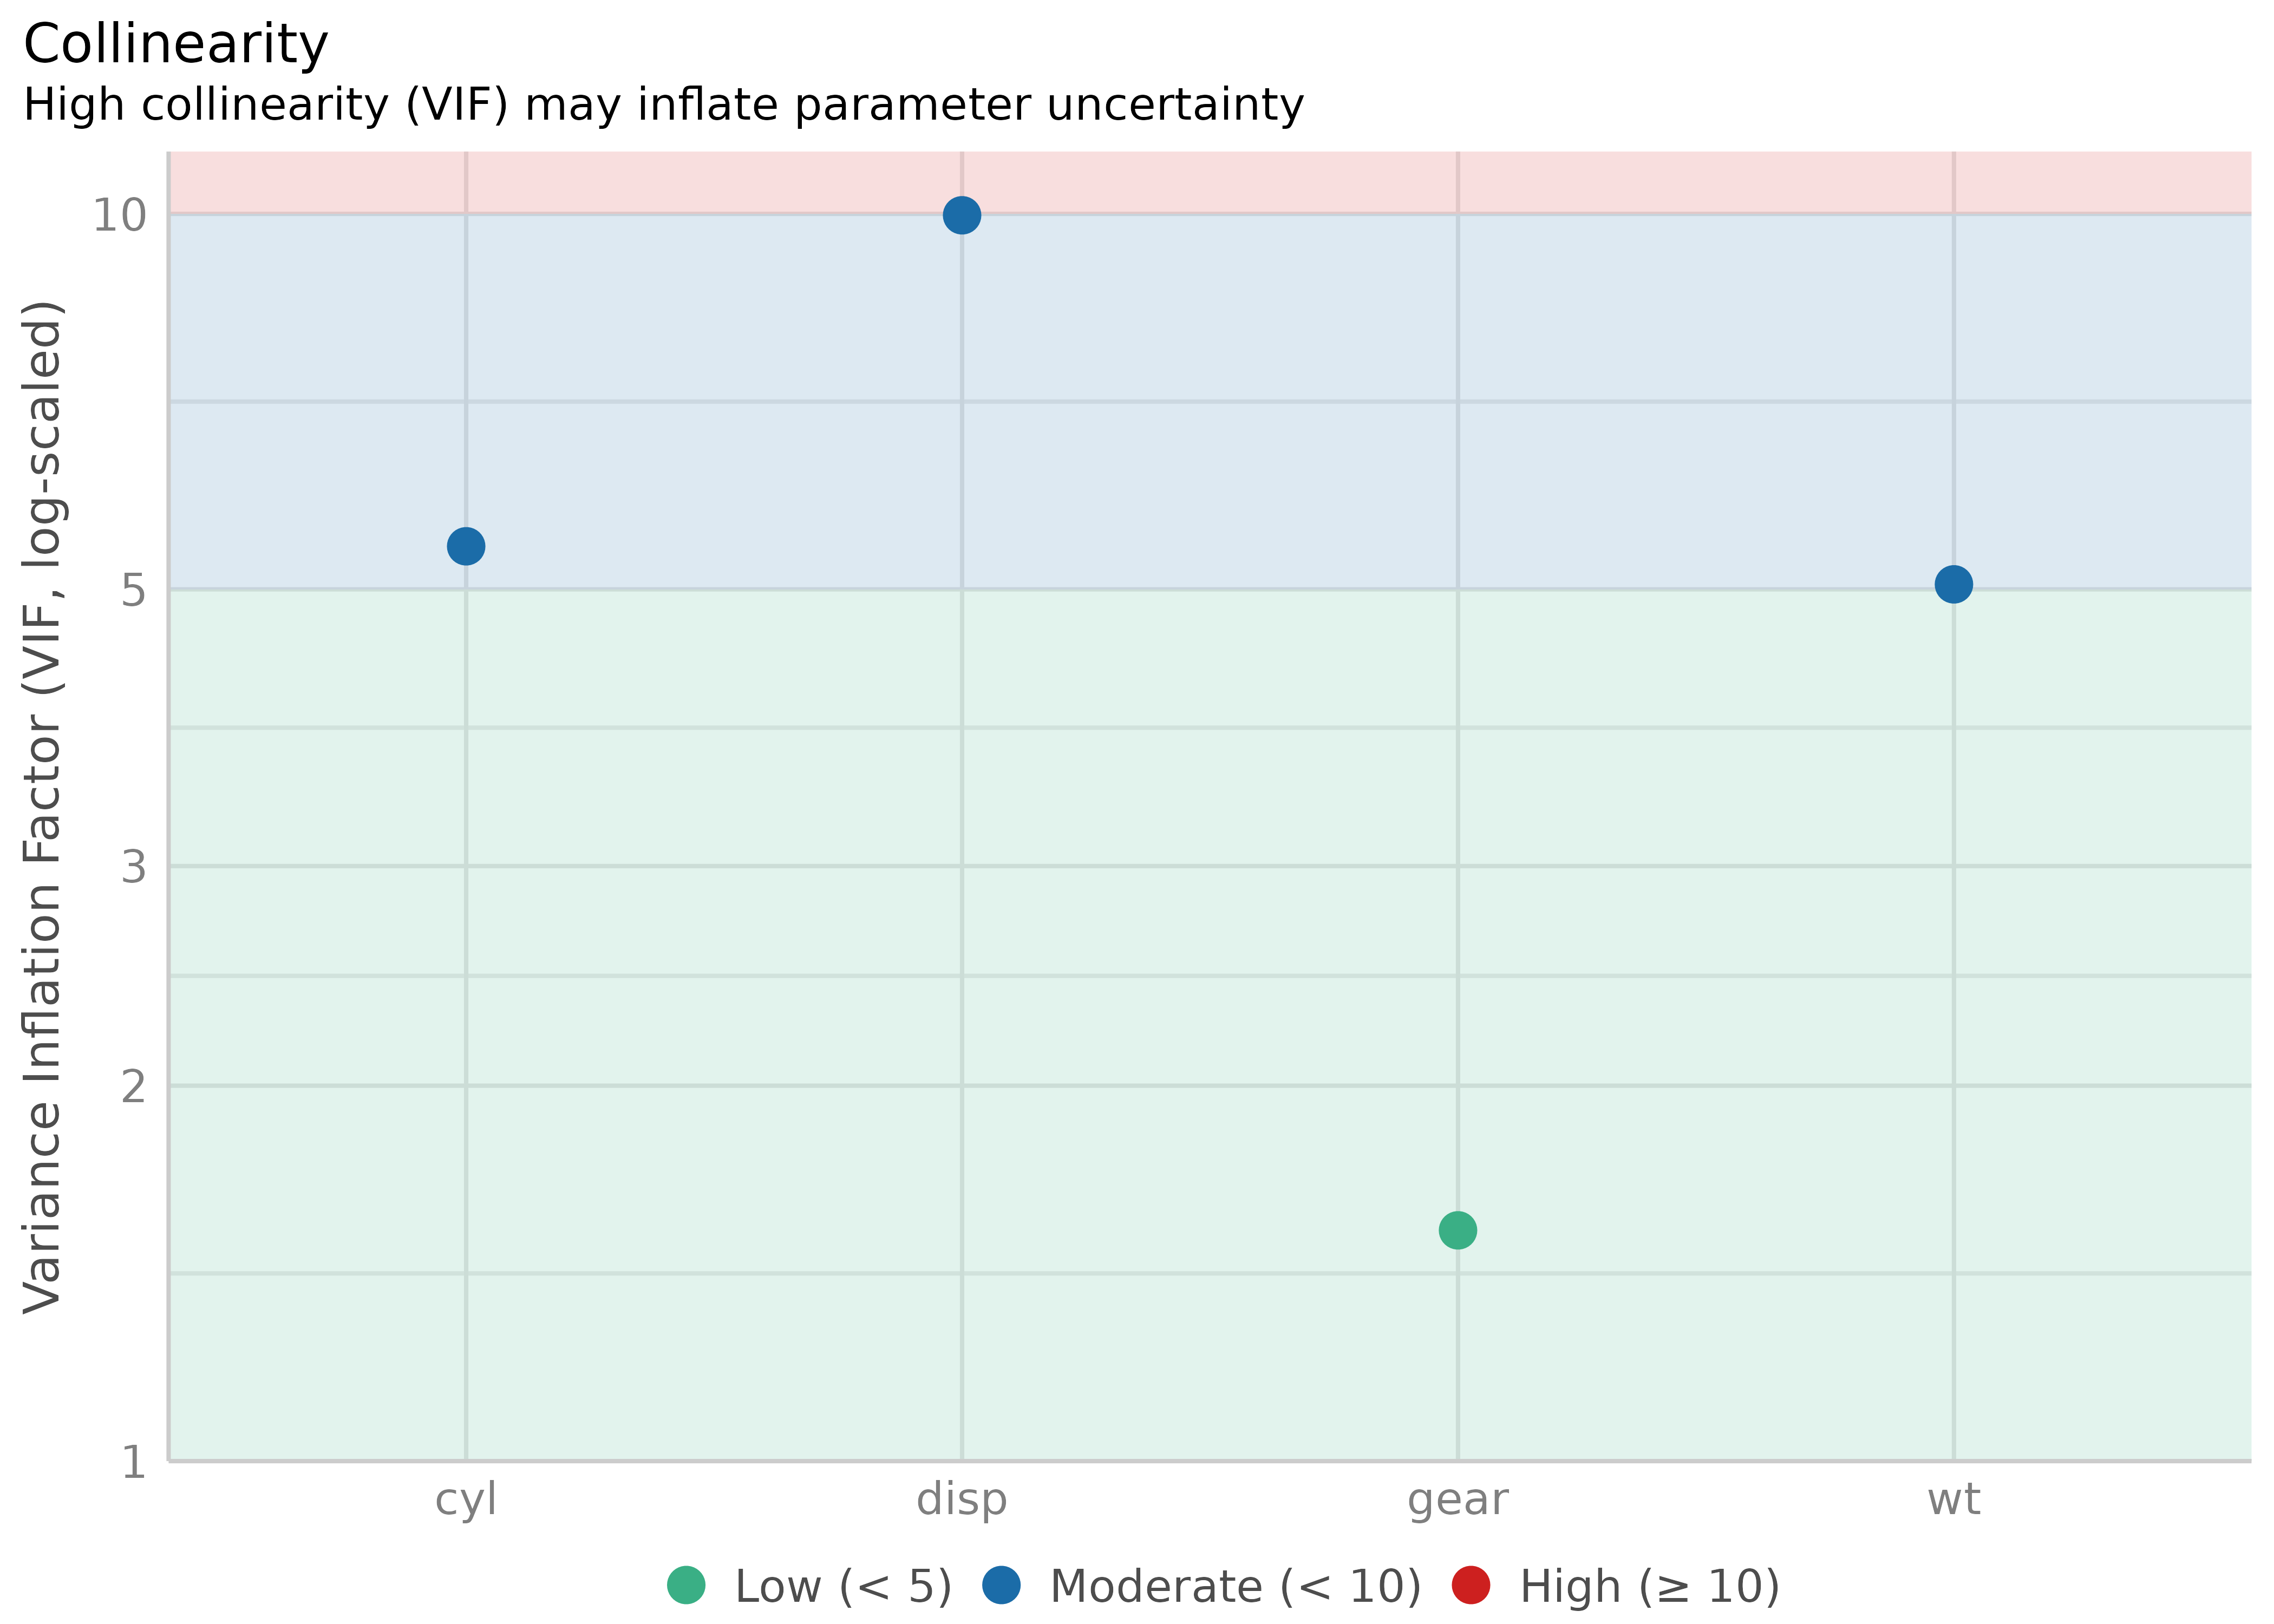 Collinearity
High collinearity (VIF) may inflate parameter uncertainty
Variance Inflation Factor (VIF, log-scaled)
10
5
3
2
1
cyl disp gear wt
Low (< 5) Moderate (< 10) High (≥ 10)